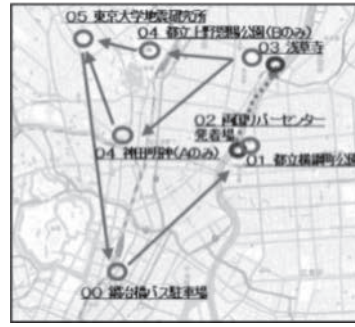 05 東京大学地震研究所
04 都立上野恩賜公園(Bのみ)
03 浅草寺
02 両国リバーセンター
発着場
04 神田明神(Aのみ)
01 都立横網町公園
00 鍛冶橋バス駐車場